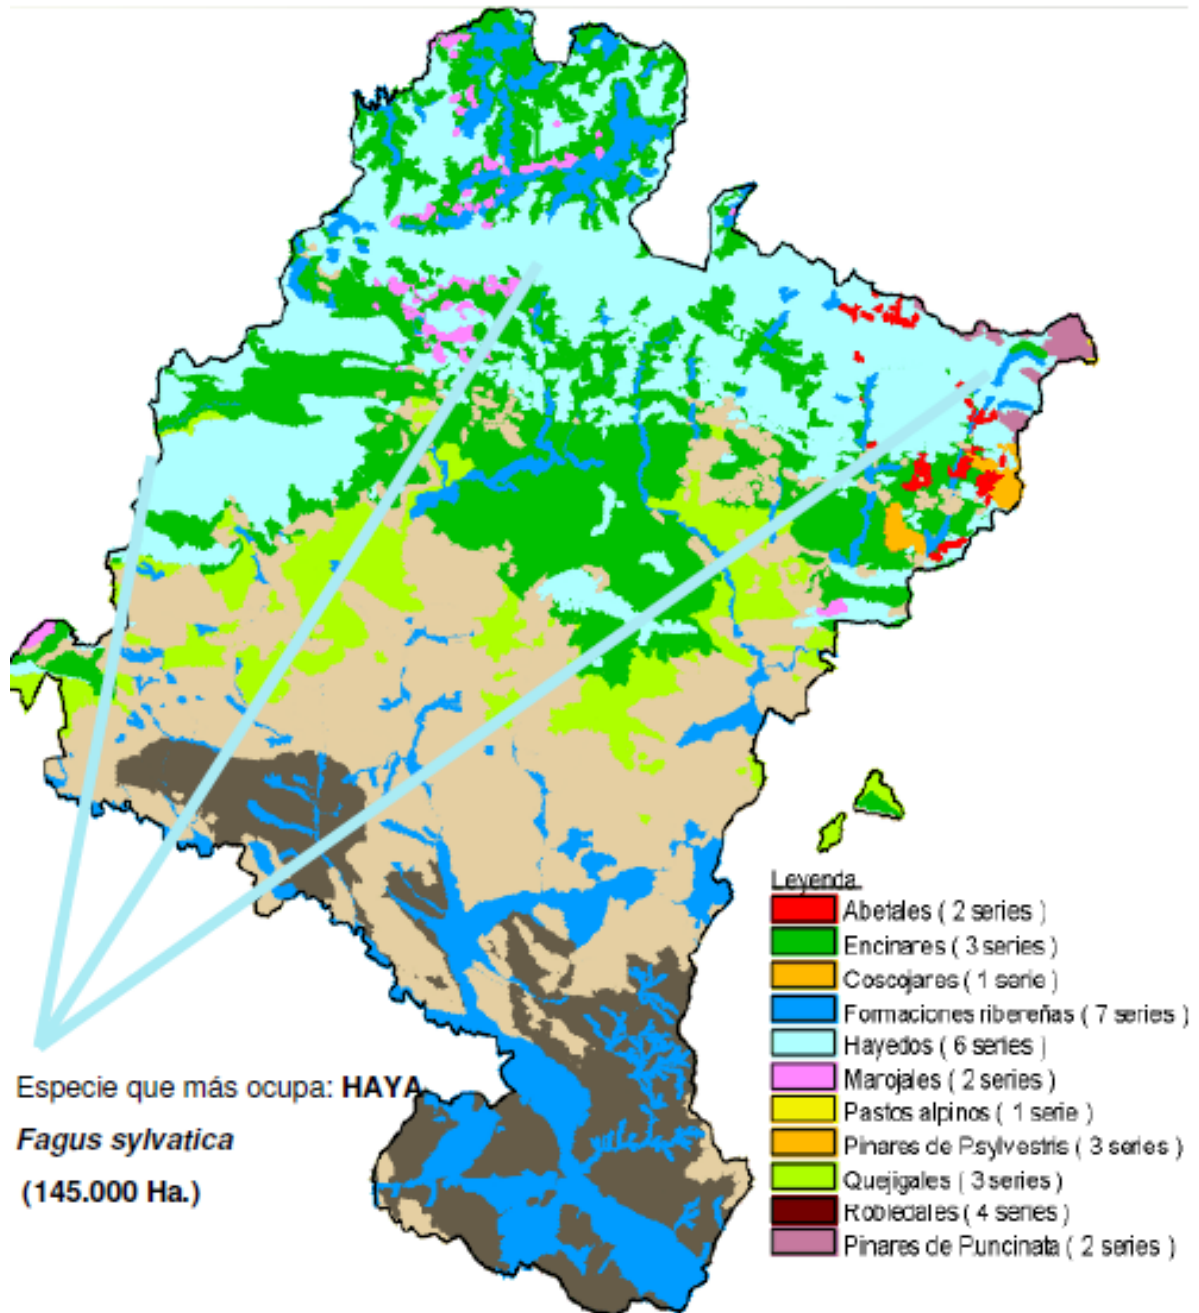 Leyenda
Abetales ( 2 series )
Encinares ( 3 series )
Coscojares ( 1 serie )
Formaciones ribereñas ( 7 series )
Hayedos ( 6 series )
Marojales ( 2 series )
Pastos alpinos ( 1 serie )
Pinares de P.sylvestris ( 3 series )
Quejigales ( 3 series )
Robledales ( 4 series )
Pinares de P.uncinata ( 2 series )
Especie que más ocupa: HAYA
Fagus sylvatica
(145.000 Ha.)